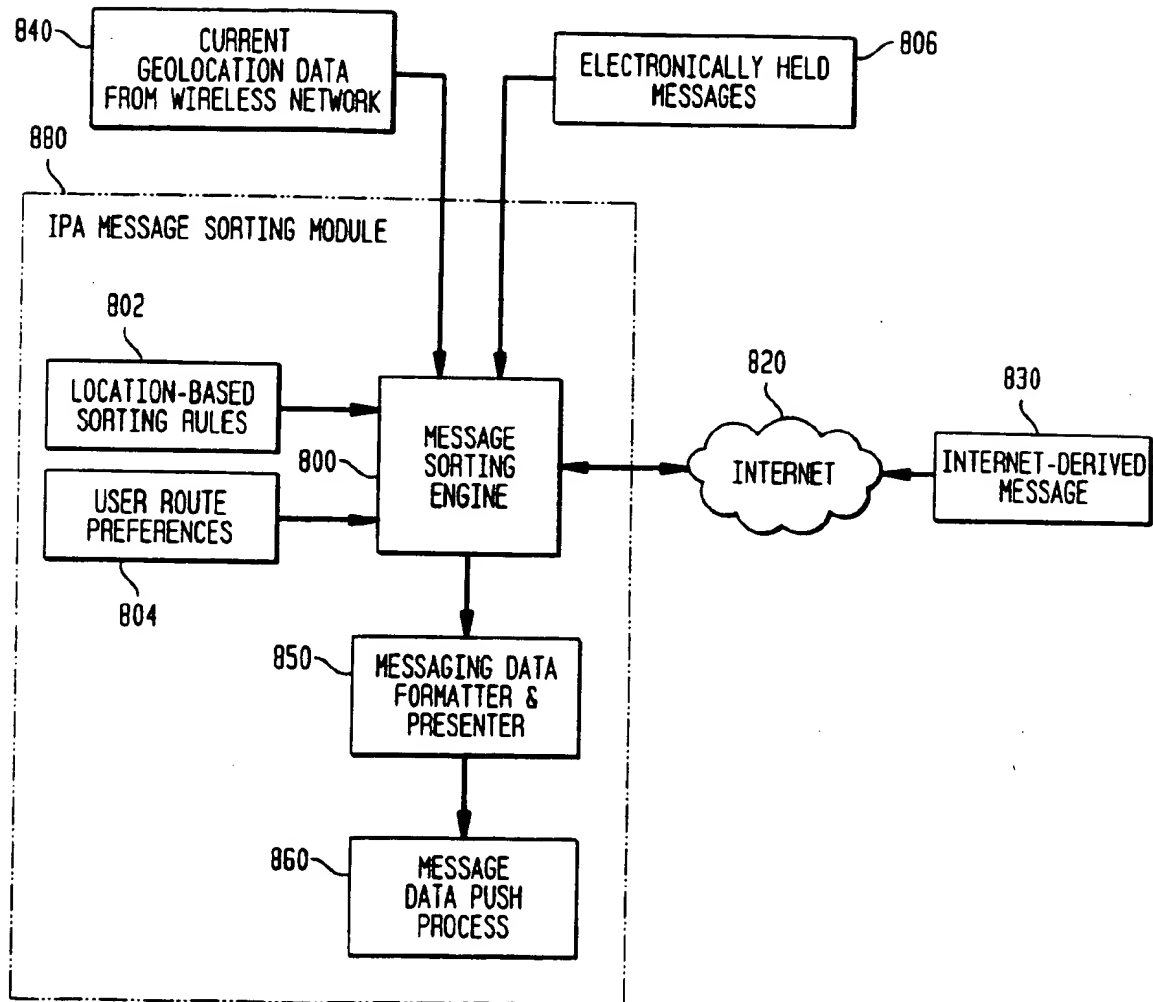 840
CURRENT
GEOLOCATION DATA
FROM WIRELESS NETWORK
806
ELECTRONICALLY HELD
MESSAGES
880
IPA MESSAGE SORTING MODULE
802
LOCATION-BASED
SORTING RULES
800
MESSAGE
SORTING
ENGINE
820
INTERNET
830
INTERNET-DERIVED
MESSAGE
USER ROUTE
PREFERENCES
804
850
MESSAGING DATA
FORMATTER &
PRESENTER
860
MESSAGE
DATA PUSH
PROCESS